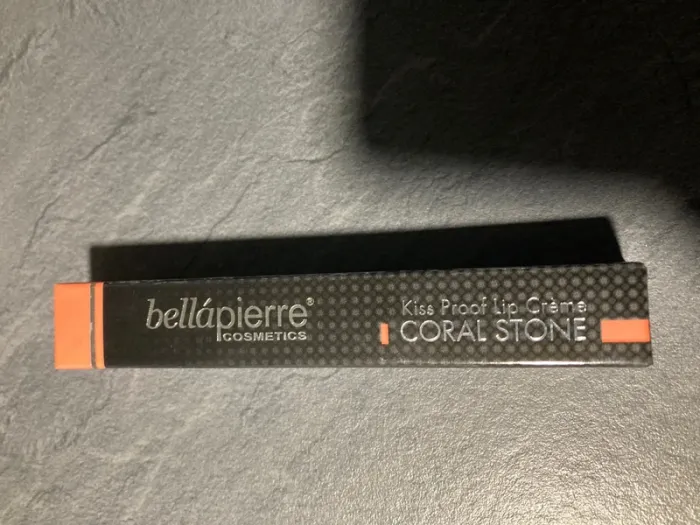 bellápierre®
COSMETICS
Kiss Proof Lip Crème
CORAL STONE